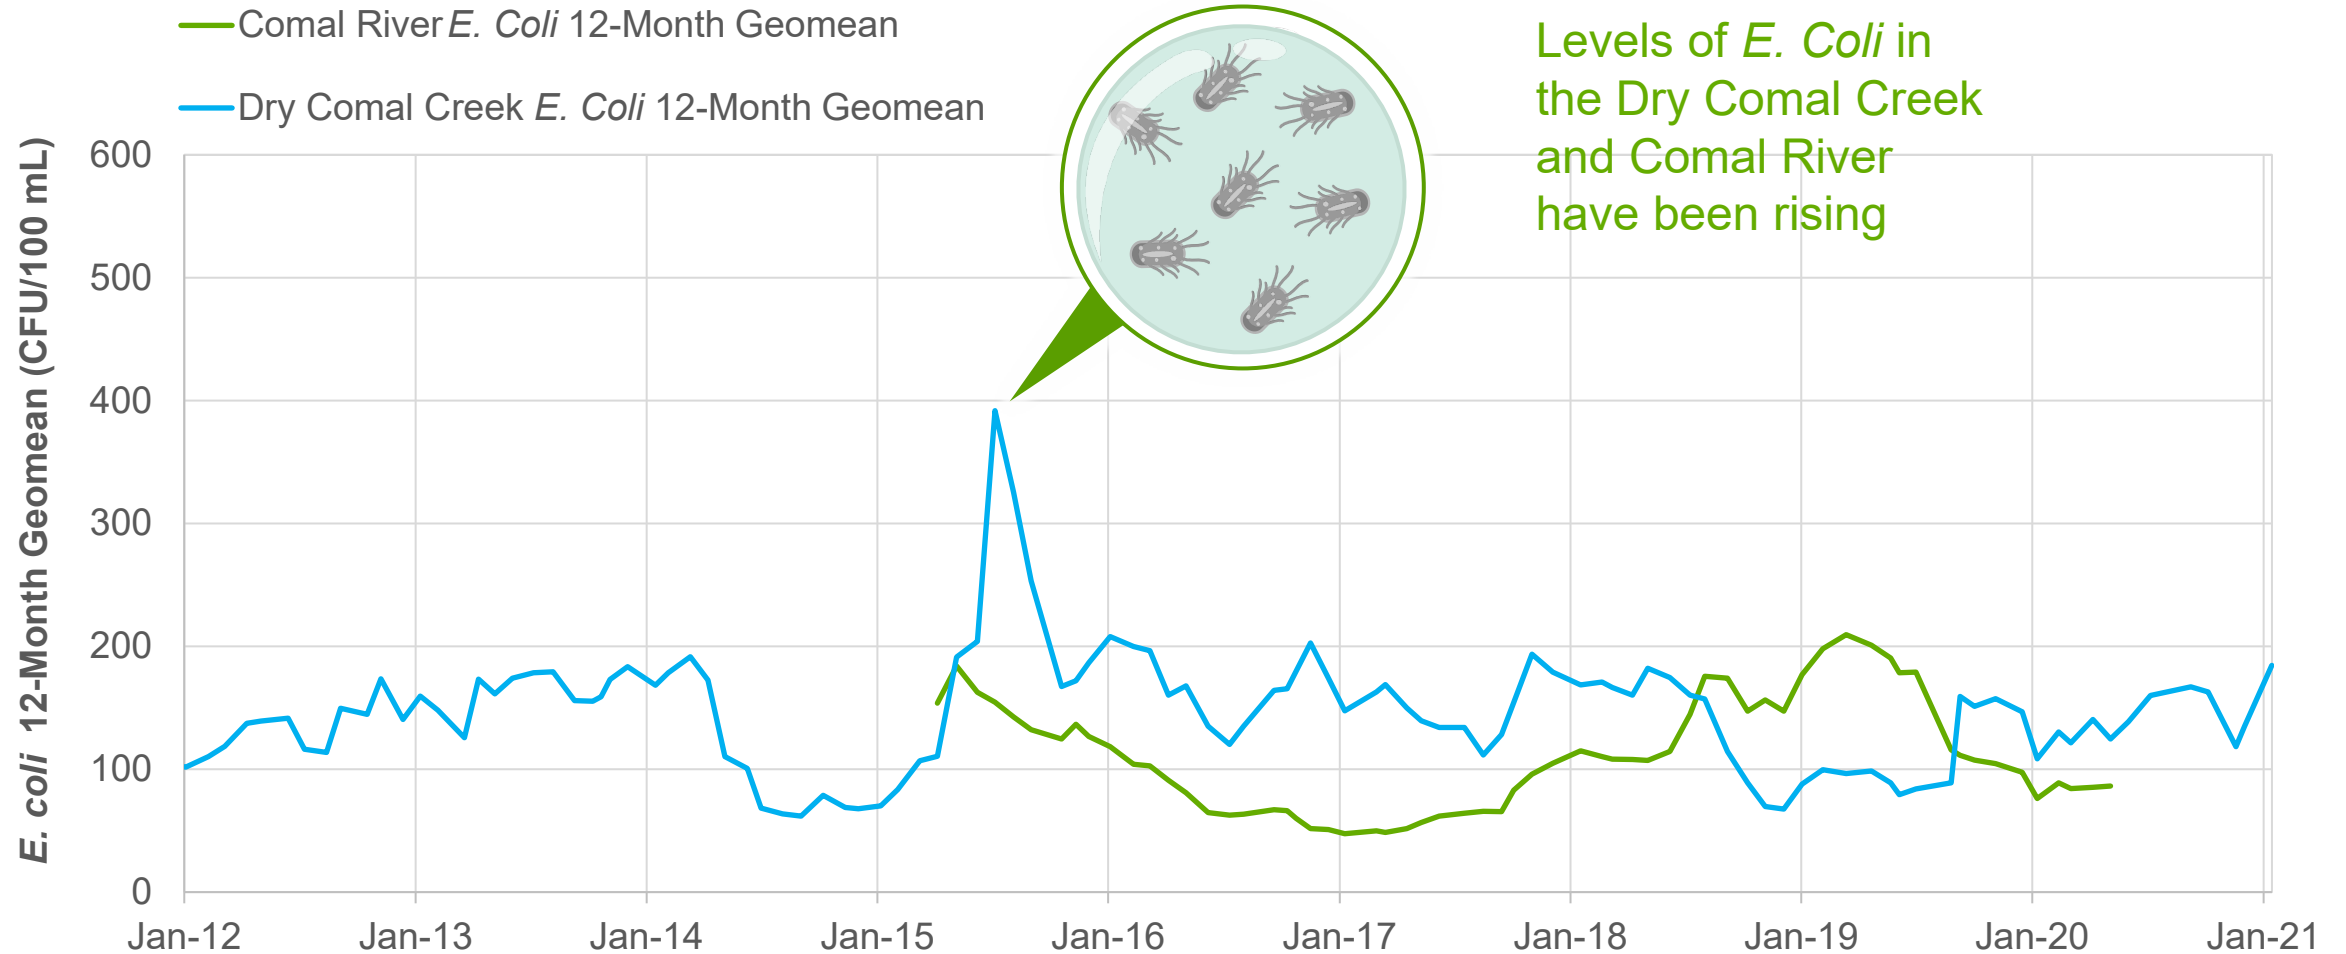 Comal River E. Coli 12-Month Geomean
Dry Comal Creek E. Coli 12-Month Geomean
Levels of E. Coli in
the Dry Comal Creek
and Comal River
have been rising
E. coli 12-Month Geomean (CFU/100 mL)
600
500
400
300
200
100
0
Jan-12 Jan-13 Jan-14 Jan-15 Jan-16 Jan-17 Jan-18 Jan-19 Jan-20 Jan-21